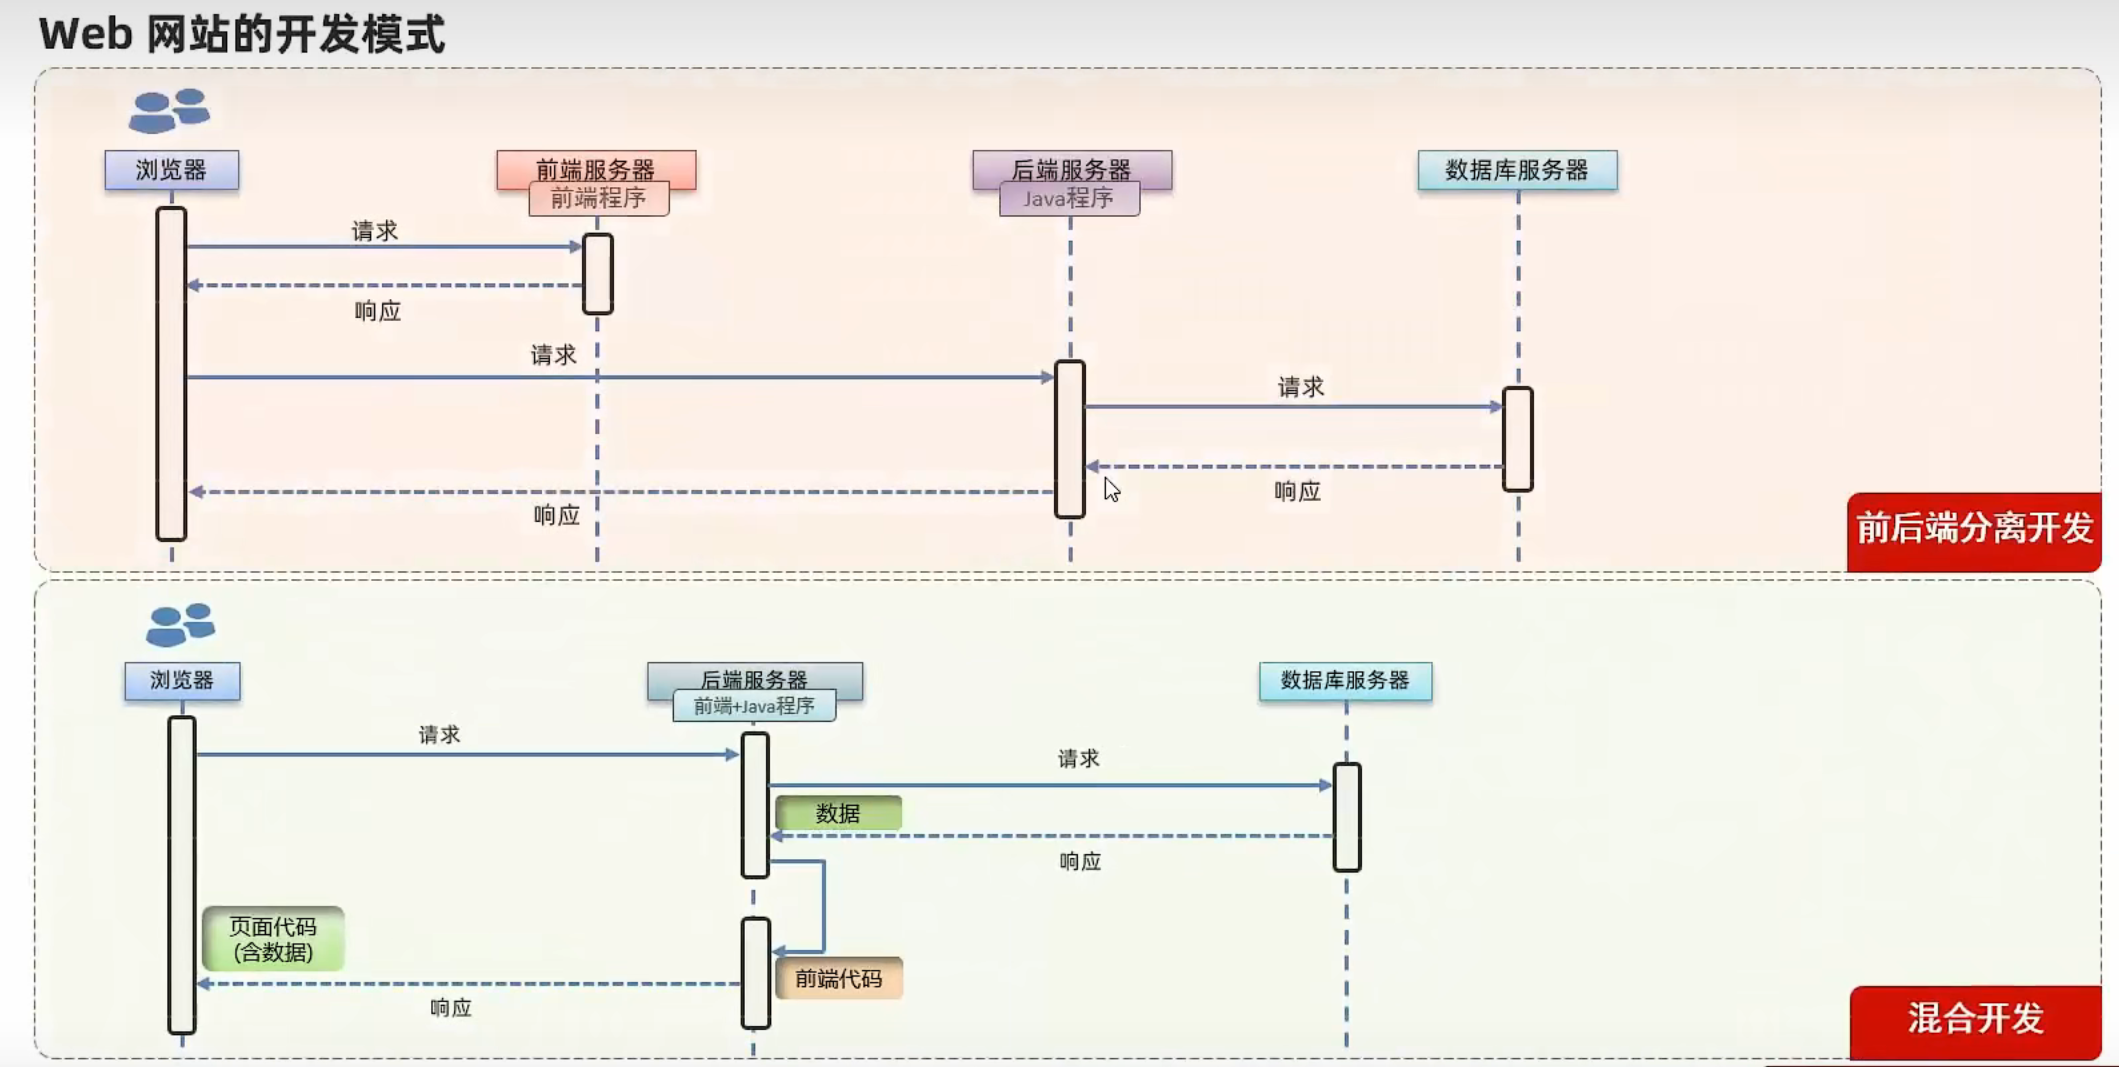 Web 网站的开发模式
浏览器
前端服务器
前端程序
后端服务器
Java程序
数据库服务器
请求
响应
请求
请求
响应
响应
前后端分离开发
浏览器
后端服务器
前端+Java程序
数据库服务器
请求
请求
数据
响应
页面代码
(含数据)
前端代码
响应
混合开发